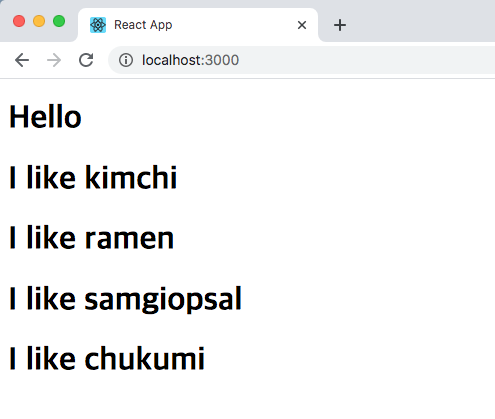 React App
localhost:3000
Hello
I like kimchi
I like ramen
I like samgiopsal
I like chukumi